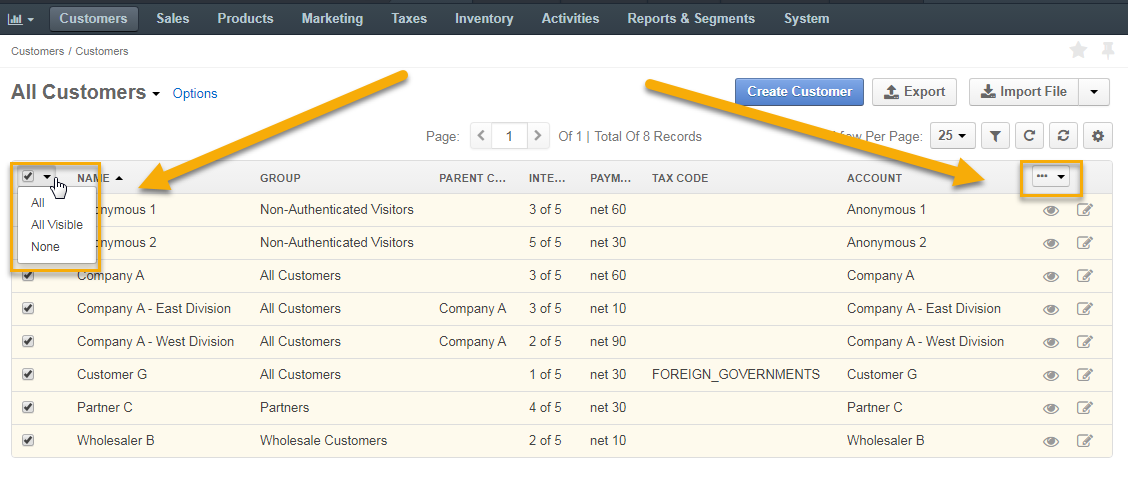 Customers Sales Products Marketing Taxes Inventory Activities Reports & Segments System
Customers / Customers
All Customers Options Create Customer Export Import File
Page: 1 Of 1 | Total Of 8 Records Per Page: 25
NAME GROUP PARENT C... INTE... PAYM... TAX CODE ACCOUNT
All
All Visible
None
onymous 1 Non-Authenticated Visitors 3 of 5 net 60 Anonymous 1
onymous 2 Non-Authenticated Visitors 5 of 5 net 30 Anonymous 2
Company A All Customers 3 of 5 net 60 Company A
Company A - East Division All Customers Company A 3 of 5 net 10 Company A - East Division
Company A - West Division All Customers Company A 2 of 5 net 90 Company A - West Division
Customer G All Customers 1 of 5 net 30 FOREIGN_GOVERNMENTS Customer G
Partner C Partners 4 of 5 net 30 Partner C
Wholesaler B Wholesale Customers 2 of 5 net 10 Wholesaler B